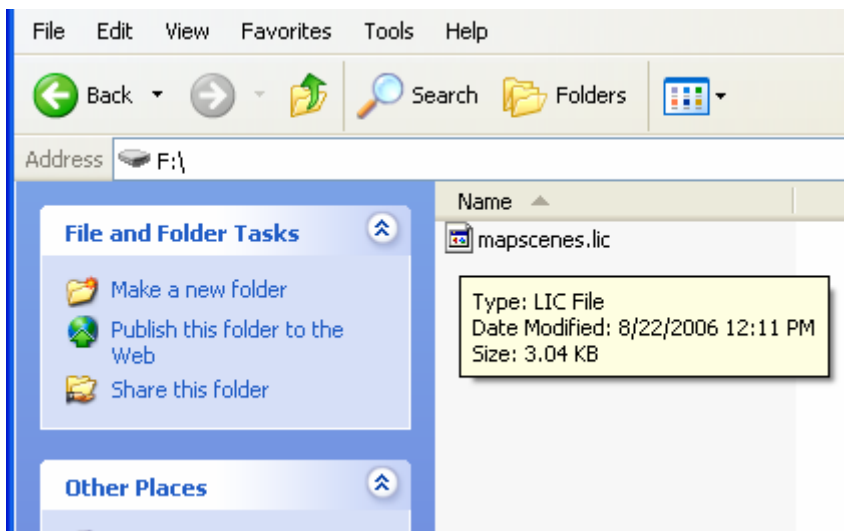 File Edit View Favorites Tools Help
Back Search Folders
Address F:\
Name
File and Folder Tasks
mapscenes.lic
Make a new folder
Publish this folder to the
Web
Share this folder
Type: LIC File
Date Modified: 8/22/2006 12:11 PM
Size: 3.04 KB
Other Places